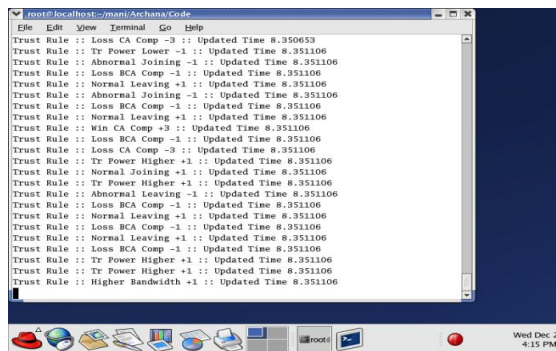 root@localhost:~/mani/Archana/Code
File Edit View Terminal Go Help
Trust Rule :: Loss CA Comp -3 :: Updated Time 8.350653
Trust Rule :: Tr Power Lower -1 :: Updated Time 8.351106
Trust Rule :: Abnormal Joining -1 :: Updated Time 8.351106
Trust Rule :: Loss BCA Comp -1 :: Updated Time 8.351106
Trust Rule :: Normal Leaving +1 :: Updated Time 8.351106
Trust Rule :: Abnormal Joining -1 :: Updated Time 8.351106
Trust Rule :: Loss BCA Comp -1 :: Updated Time 8.351106
Trust Rule :: Normal Leaving +1 :: Updated Time 8.351106
Trust Rule :: Win CA Comp +3 :: Updated Time 8.351106
Trust Rule :: Loss BCA Comp -1 :: Updated Time 8.351106
Trust Rule :: Loss CA Comp -3 :: Updated Time 8.351106
Trust Rule :: Tr Power Higher +1 :: Updated Time 8.351106
Trust Rule :: Normal Joining +1 :: Updated Time 8.351106
Trust Rule :: Tr Power Higher +1 :: Updated Time 8.351106
Trust Rule :: Abnormal Leaving -1 :: Updated Time 8.351106
Trust Rule :: Loss BCA Comp -1 :: Updated Time 8.351106
Trust Rule :: Normal Leaving +1 :: Updated Time 8.351106
Trust Rule :: Loss BCA Comp -1 :: Updated Time 8.351106
Trust Rule :: Normal Leaving +1 :: Updated Time 8.351106
Trust Rule :: Loss BCA Comp -1 :: Updated Time 8.351106
Trust Rule :: Tr Power Higher +1 :: Updated Time 8.351106
Trust Rule :: Tr Power Higher +1 :: Updated Time 8.351106
Trust Rule :: Higher Bandwidth +1 :: Updated Time 8.351106
root
Wed Dec 2
4:15 PM